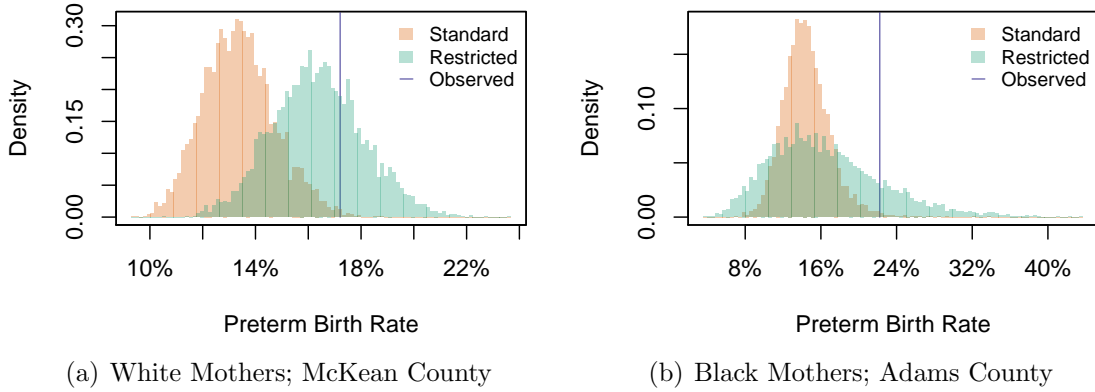 Density
0.00
0.15
0.30
Standard
Restricted
Observed
10%
14%
18%
22%
Preterm Birth Rate
(a) White Mothers; McKean County
Density
0.00
0.10
Standard
Restricted
Observed
8%
16%
24%
32%
40%
Preterm Birth Rate
(b) Black Mothers; Adams County